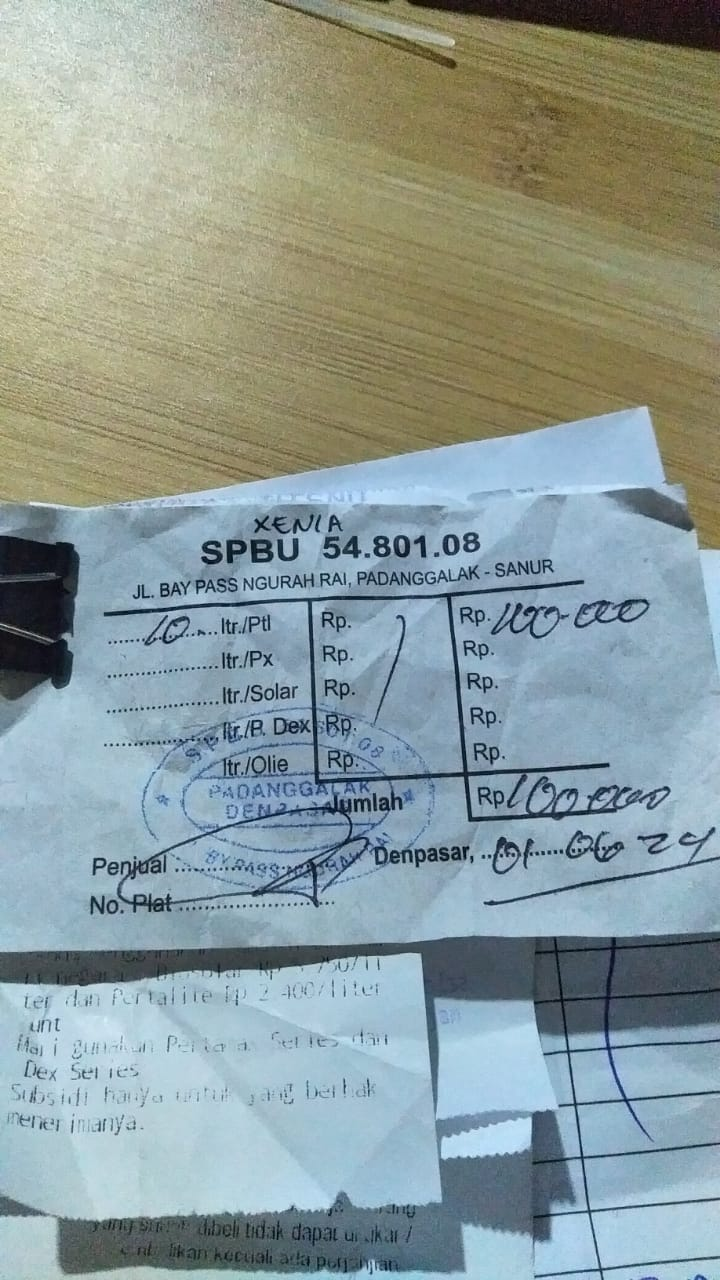 XENIA
SPBU 54.801.08
JL. BAY PASS NGURAH RAI, PADANGGALAK - SANUR
......10......ltr./Ptl Rp. Rp. 100.000
....................ltr./Px Rp. Rp.
....................ltr./Solar Rp. Rp.
....................ltr./P. Dex Rp. Rp.
ltr./Olie Rp. Rp.
PADANGGALAK
Jumlah Rp 100.000
Penjual .......................... Denpasar, 01 06 24
No. Plat ..........................
ter dan Pertalite Rp 2.400/liter
unt
Mari gunakan Series dan
Dex Series
Subsidi hanya untuk yang berhak
menerimanya.
dibeli tidak dapat
kecuali ada